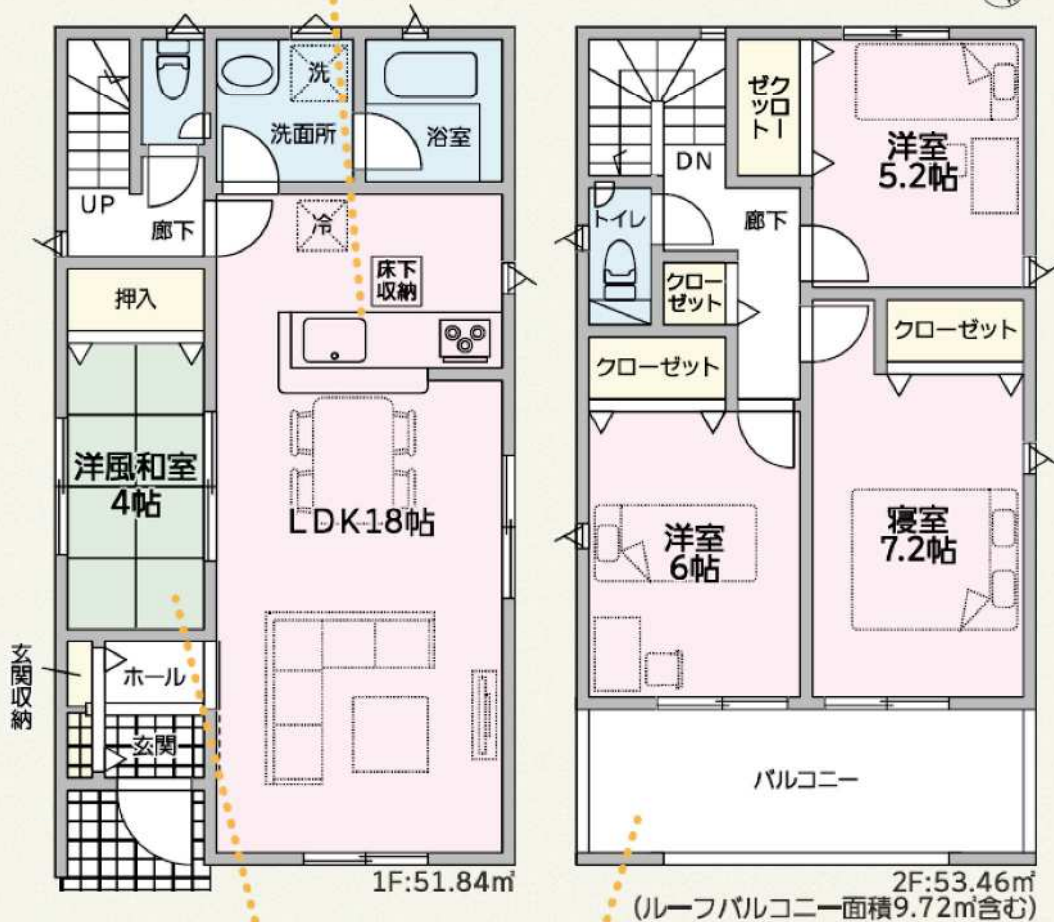 洗
洗面所
浴室
UP
廊下
冷
床下
収納
押入
洋風和室
4帖
LDK18帖
玄関収納
ホール
玄関
1F:51.84㎡
クロー
ゼット
洋室
5.2帖
DN
廊下
トイレ
クロー
ゼット
クローゼット
クローゼット
洋室
6帖
寝室
7.2帖
バルコニー
2F:53.46㎡
(ルーフバルコニー面積9.72㎡含む)